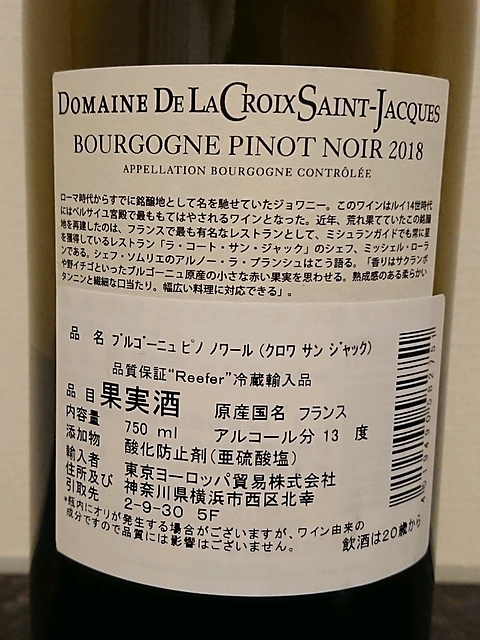 DOMAINE DE LA CROIX SAINT-JACQUES
BOURGOGNE PINOT NOIR 2018
APPELLATION BOURGOGNE CONTRÔLÉE
ローマ時代からすでに銘醸地として名を馳せていたジョワニー。このワインはルイ14世時代
にはベルサイユ宮殿で最ももてはやされるワインとなった。近年、荒れ果てていたこの銘醸
地を再建したのは、フランスで最も有名なレストランとして、ミシュランガイドでも常に星
を獲得しているレストラン「ラ・コート・サン・ジャック」のシェフ、ミッシェル・ローラ
ンである。シェフ・ソムリエのアルノー・ラ・プランシュはこう語る。「香りはサクランボ
や野イチゴといったブルゴーニュ原産の小さな赤い果実を思わせる。熟成感のある柔らかい
タンニンと繊細な口当たり。幅広い料理に対応できる」。
品 名 ブルゴーニュ ピノ ノワール (クロワ サン ジャック)
品質保証"Reefer"冷蔵輸入品
品目 果実酒 原産国名 フランス
内容量 750 ml アルコール分 13 度
添加物 酸化防止剤(亜硫酸塩)
輸入者 東京ヨーロッパ貿易株式会社
住所及び 神奈川県横浜市西区北幸
引取先 2-9-30 5F
*瓶内にオリが発生する場合がございますが、ワイン由来の
成分ですので品質には影響はございません。
飲酒は20歳から